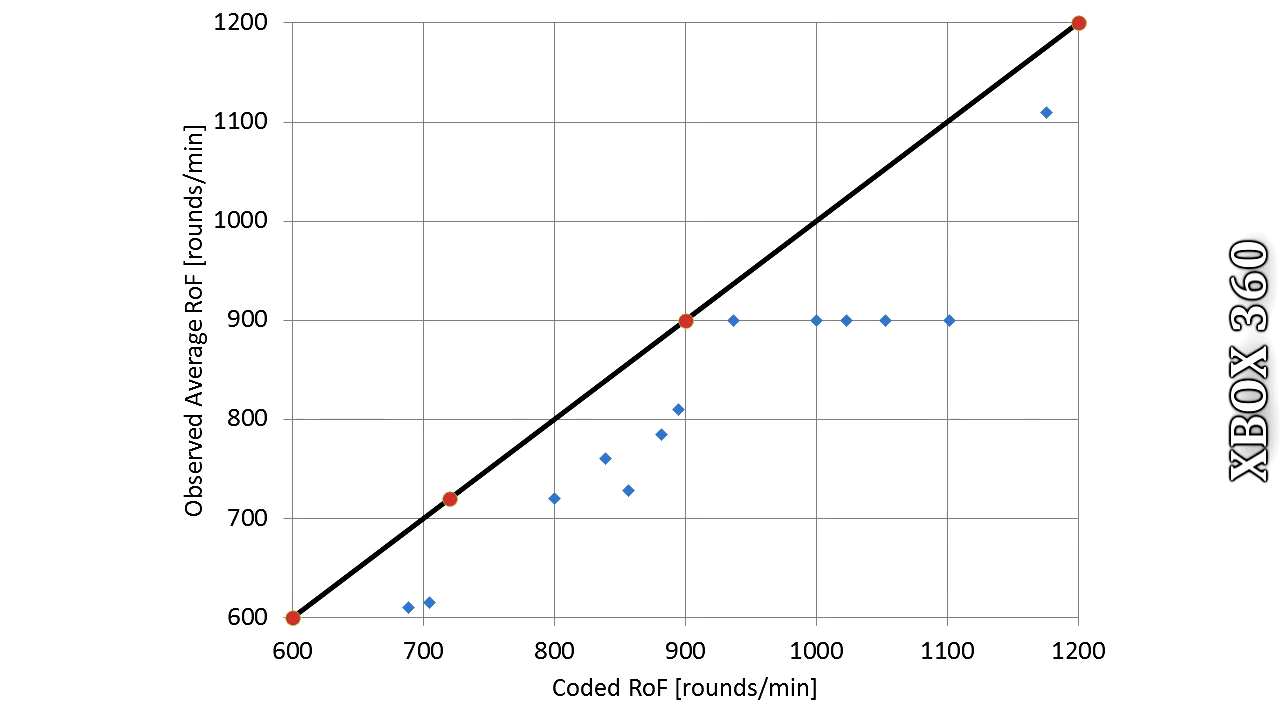 1200
1100
1000
900
800
700
600
Observed Average RoF [rounds/min]
600 700 800 900 1000 1100 1200
Coded RoF [rounds/min]
XBOX 360